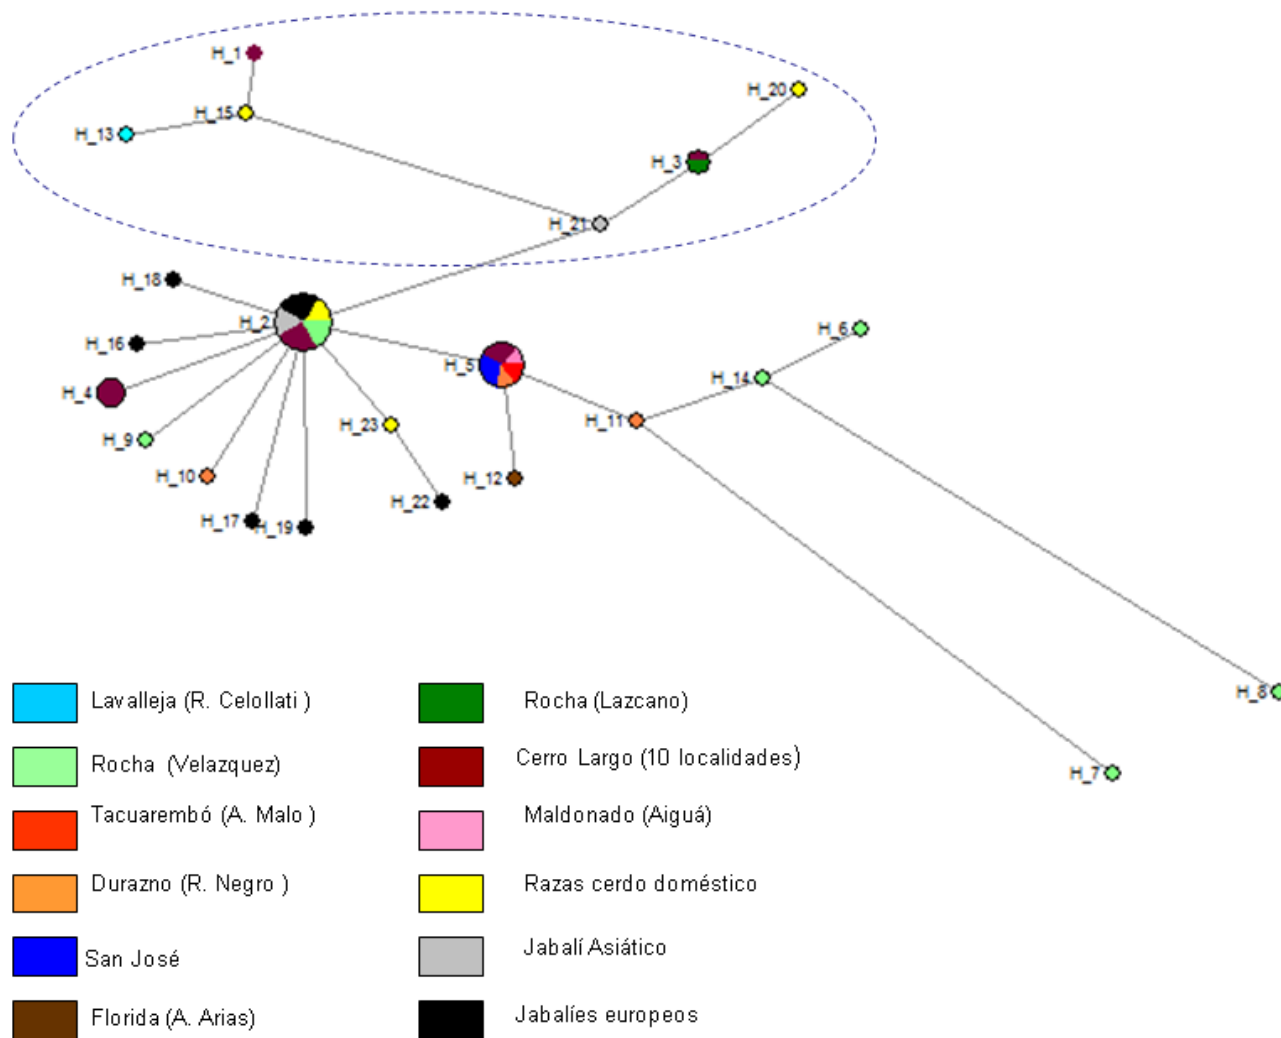 H_1
H_20
H_15
H_13
H_3
H_21
H_18
H_2
H_6
H_16
H_5
H_14
H_4
H_11
H_23
H_9
H_10
H_12
H_22
H_17
H_19
H_8
H_7
Lavalleja (R. Celollati )
Rocha (Lazcano)
Rocha (Velazquez)
Cerro Largo (10 localidades)
Tacuarembó (A. Malo )
Maldonado (Aiguá)
Durazno (R. Negro )
Razas cerdo doméstico
San José
Jabalí Asiático
Florida (A. Arias)
Jabalíes europeos